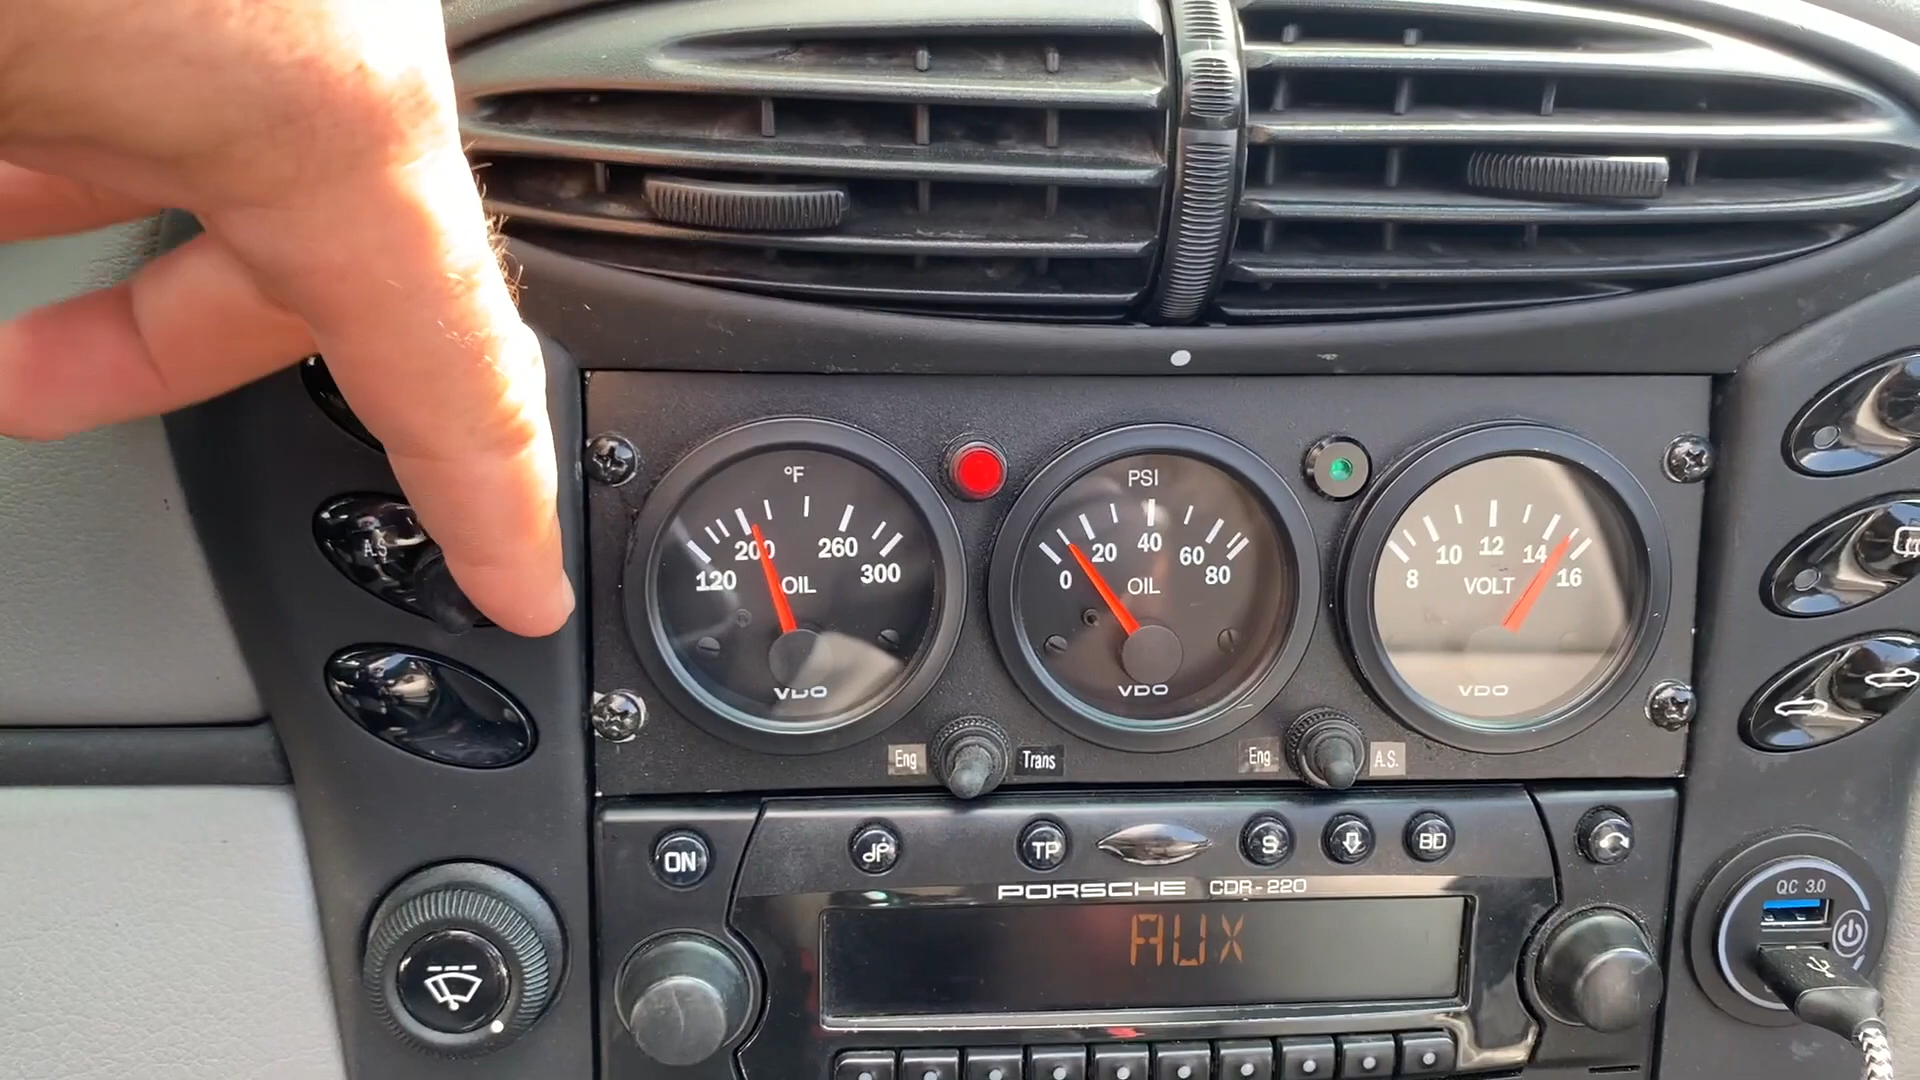 °F
120
200
260
300
OIL
VDO
PSI
0
20
40
60
80
OIL
VDO
8
10
12
14
16
VOLT
VDO
A.S
Eng
Trans
Eng
A.S.
ON
TP
S
BD
PORSCHE CDR-220
AUX
QC 3.0